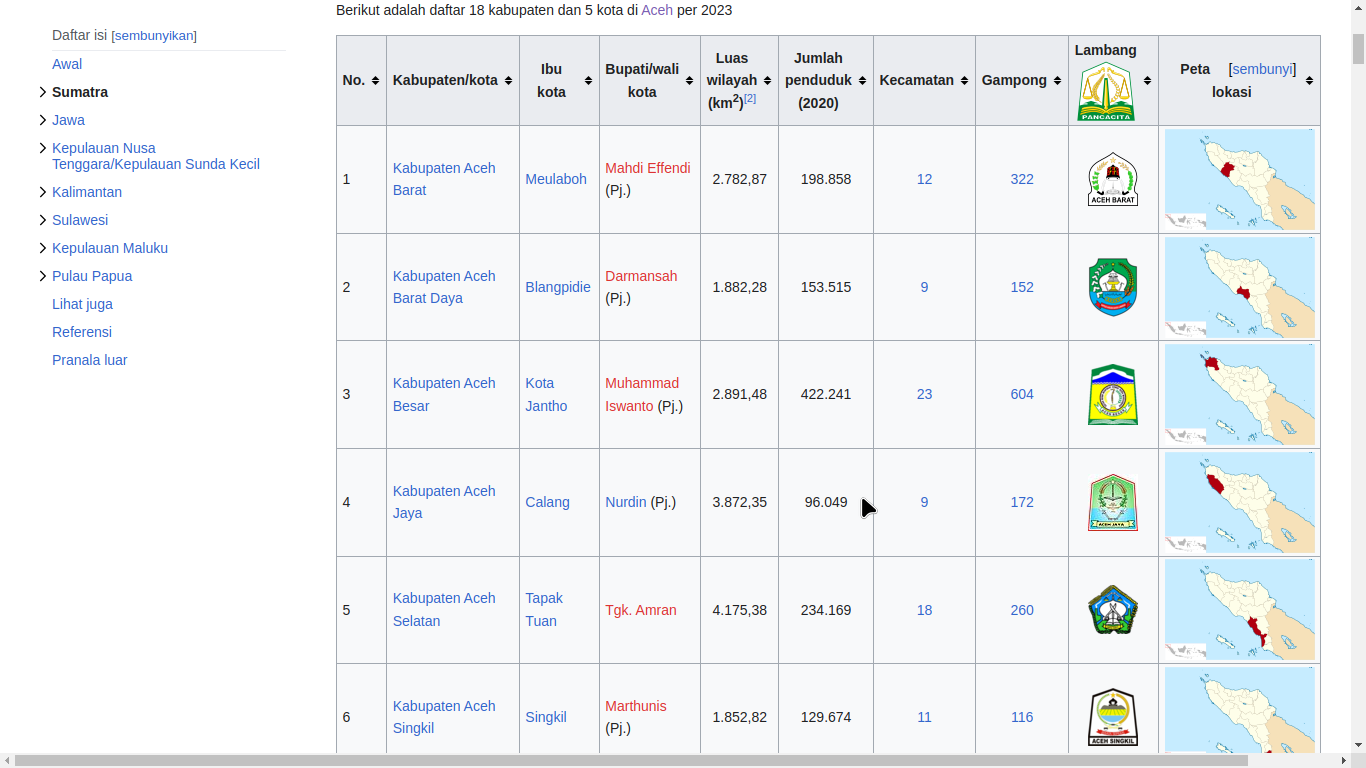 Berikut adalah daftar 18 kabupaten dan 5 kota di Aceh per 2023
Daftar isi [sembunyikan]
Awal
Sumatra
Jawa
Kepulauan Nusa
Tenggara/Kepulauan Sunda Kecil
Kalimantan
Sulawesi
Kepulauan Maluku
Pulau Papua
Lihat juga
Referensi
Pranala luar
No. Kabupaten/kota Ibu kota Bupati/wali kota Luas wilayah (km2)[2] Jumlah penduduk (2020) Kecamatan Gampong Lambang PANCACITA Peta lokasi [sembunyi]
1 Kabupaten Aceh Barat Meulaboh Mahdi Effendi (Pj.) 2.782,87 198.858 12 322 ACEH BARAT
2 Kabupaten Aceh Barat Daya Blangpidie Darmansah (Pj.) 1.882,28 153.515 9 152
3 Kabupaten Aceh Besar Kota Jantho Muhammad Iswanto (Pj.) 2.891,48 422.241 23 604
4 Kabupaten Aceh Jaya Calang Nurdin (Pj.) 3.872,35 96.049 9 172 ACEH JAYA
5 Kabupaten Aceh Selatan Tapak Tuan Tgk. Amran 4.175,38 234.169 18 260
6 Kabupaten Aceh Singkil Singkil Marthunis (Pj.) 1.852,82 129.674 11 116 ACEH SINGKIL